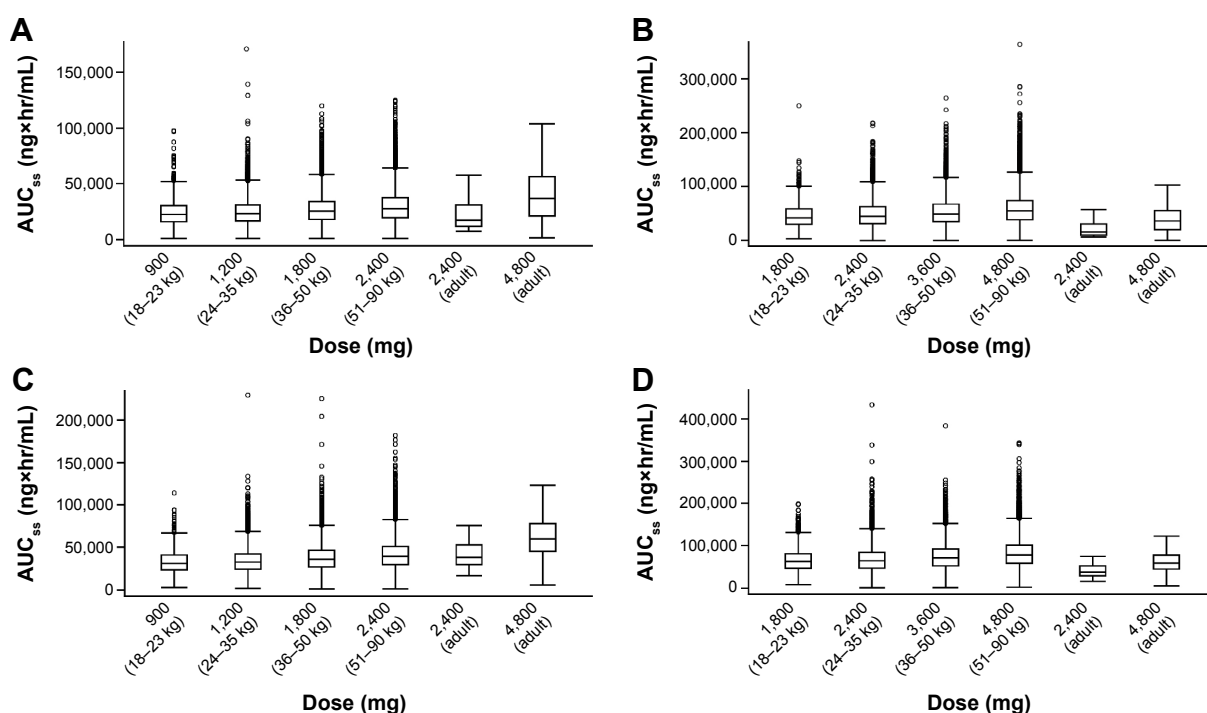 A
AUCss (ng×hr/mL)
150,000
100,000
50,000
0
900
(18–23 kg)
1,200
(24–35 kg)
1,800
(36–50 kg)
2,400
(51–90 kg)
2,400
(adult)
4,800
(adult)
Dose (mg)
B
AUCss (ng×hr/mL)
300,000
200,000
100,000
0
1,800
(18–23 kg)
2,400
(24–35 kg)
3,600
(36–50 kg)
4,800
(51–90 kg)
2,400
(adult)
4,800
(adult)
Dose (mg)
C
AUCss (ng×hr/mL)
200,000
150,000
100,000
50,000
0
900
(18–23 kg)
1,200
(24–35 kg)
1,800
(36–50 kg)
2,400
(51–90 kg)
2,400
(adult)
4,800
(adult)
Dose (mg)
D
AUCss (ng×hr/mL)
400,000
300,000
200,000
100,000
0
1,800
(18–23 kg)
2,400
(24–35 kg)
3,600
(36–50 kg)
4,800
(51–90 kg)
2,400
(adult)
4,800
(adult)
Dose (mg)